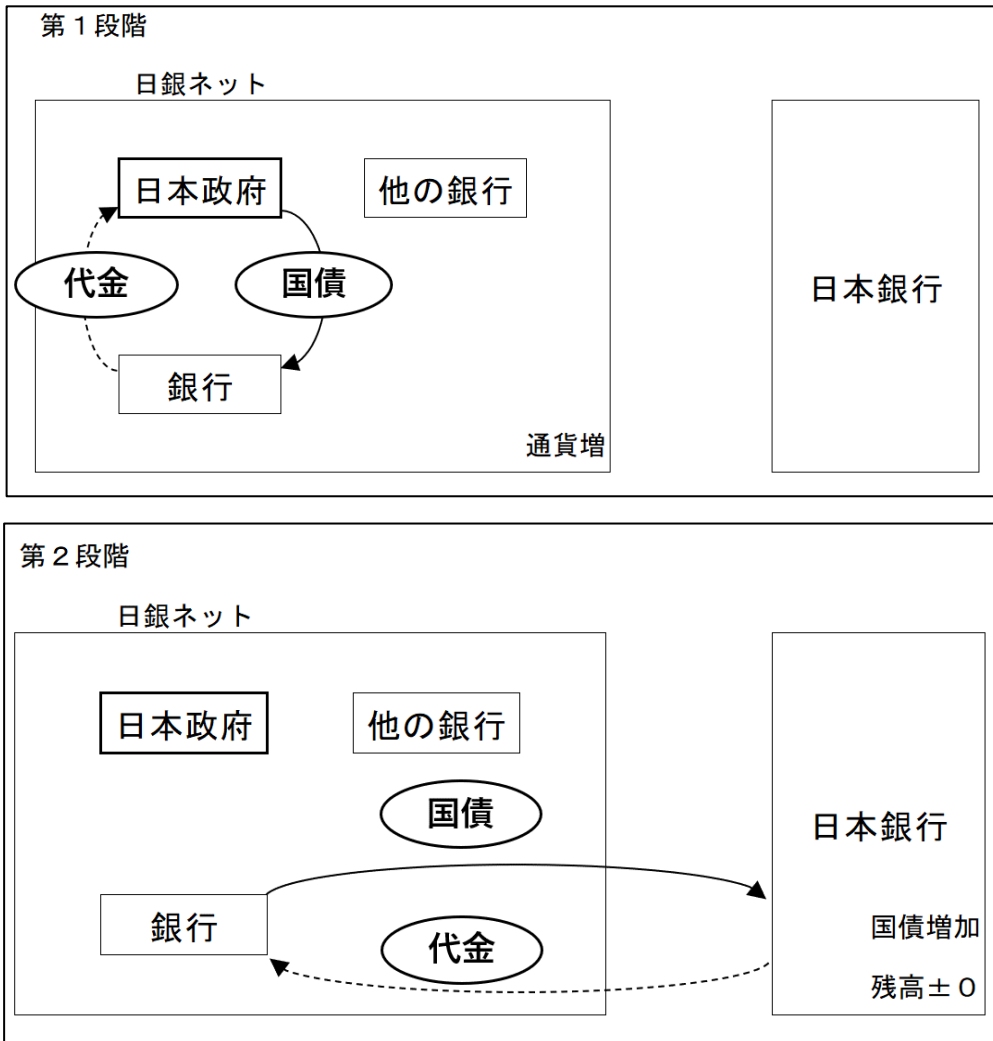 第１段階
日銀ネット
日本政府
他の銀行
代金
国債
日本銀行
銀行
通貨増
第２段階
日銀ネット
日本政府
他の銀行
国債
日本銀行
銀行
代金
国債増加
残高±０